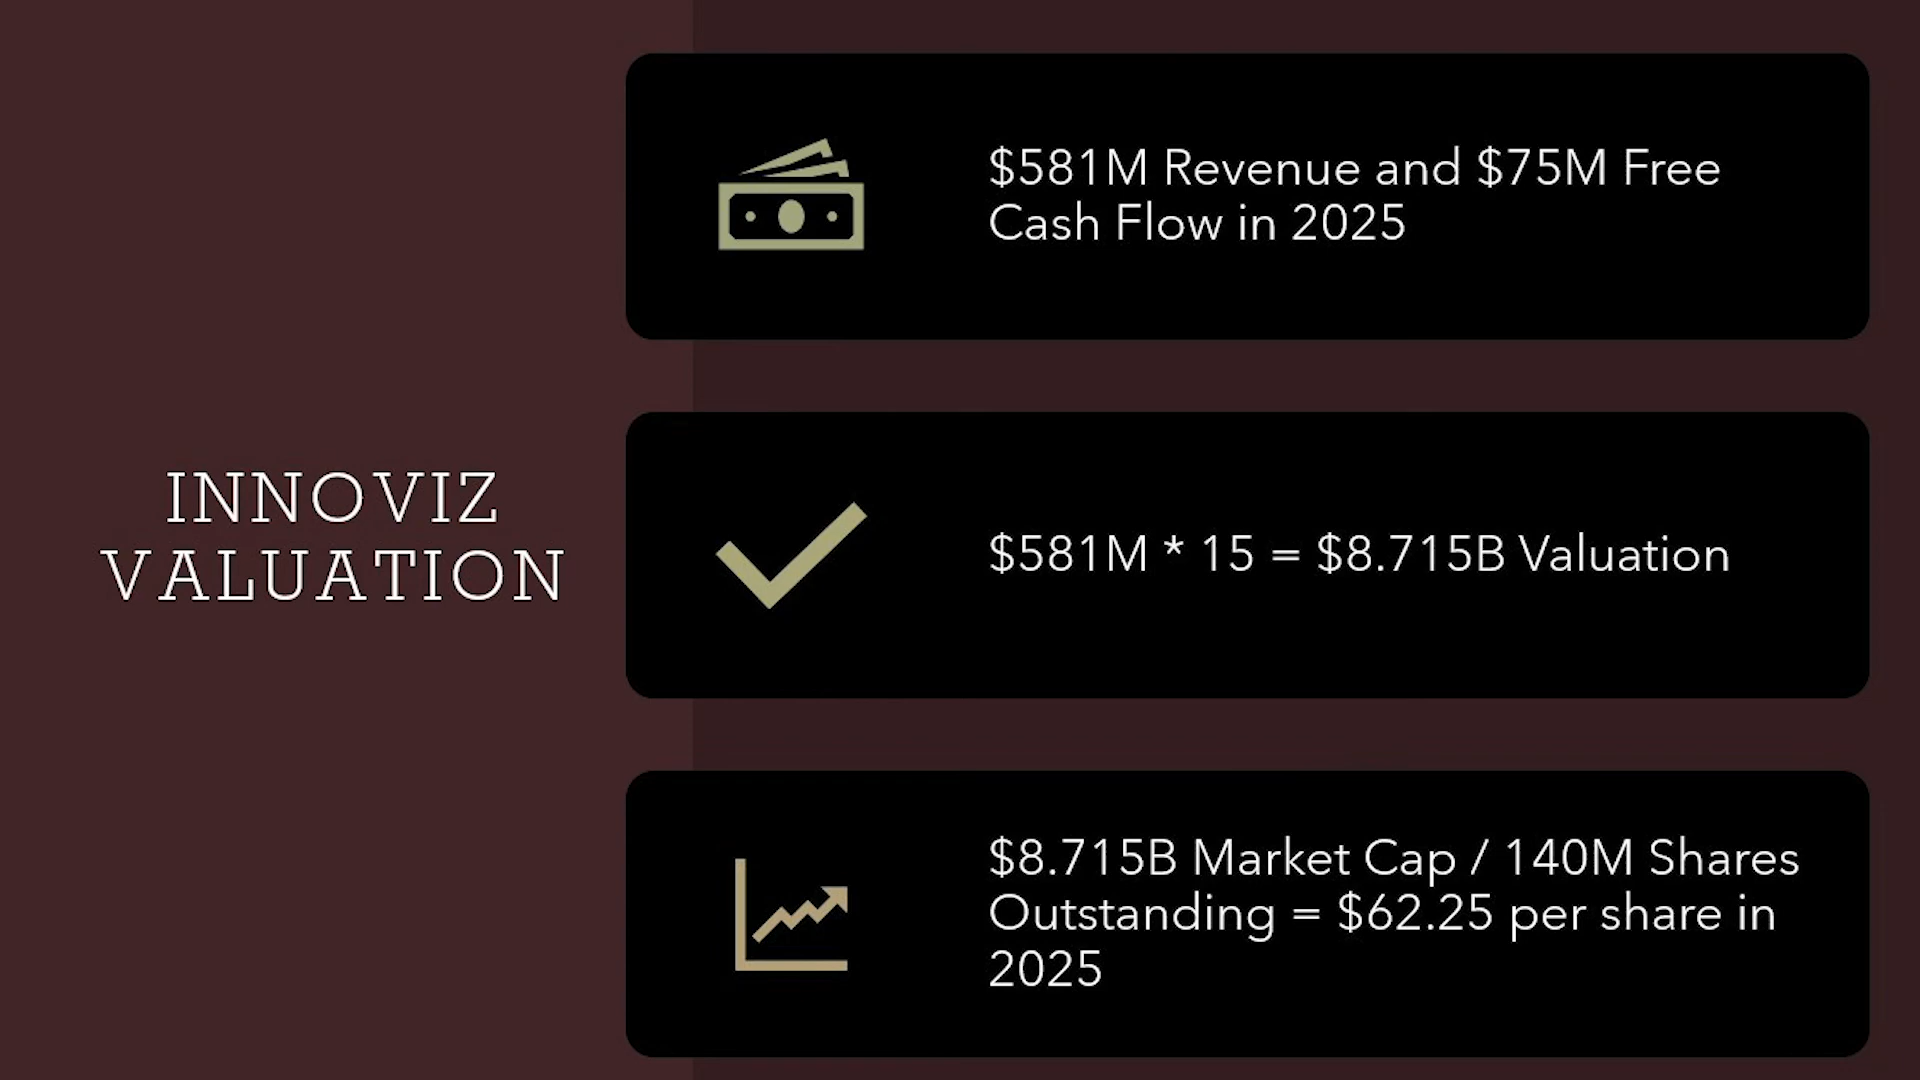 INNOVIZ
VALUATION
$581M Revenue and $75M Free
Cash Flow in 2025
$581M * 15 = $8.715B Valuation
$8.715B Market Cap / 140M Shares
Outstanding = $62.25 per share in
2025